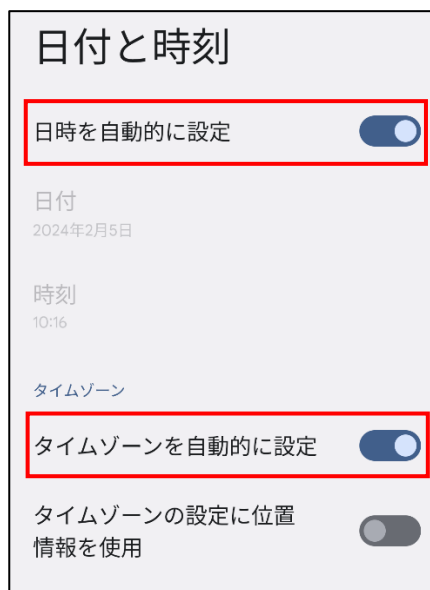 日付と時刻
日時を自動的に設定
日付
2024年2月5日
時刻
10:16
タイムゾーン
タイムゾーンを自動的に設定
タイムゾーンの設定に位置
情報を使用